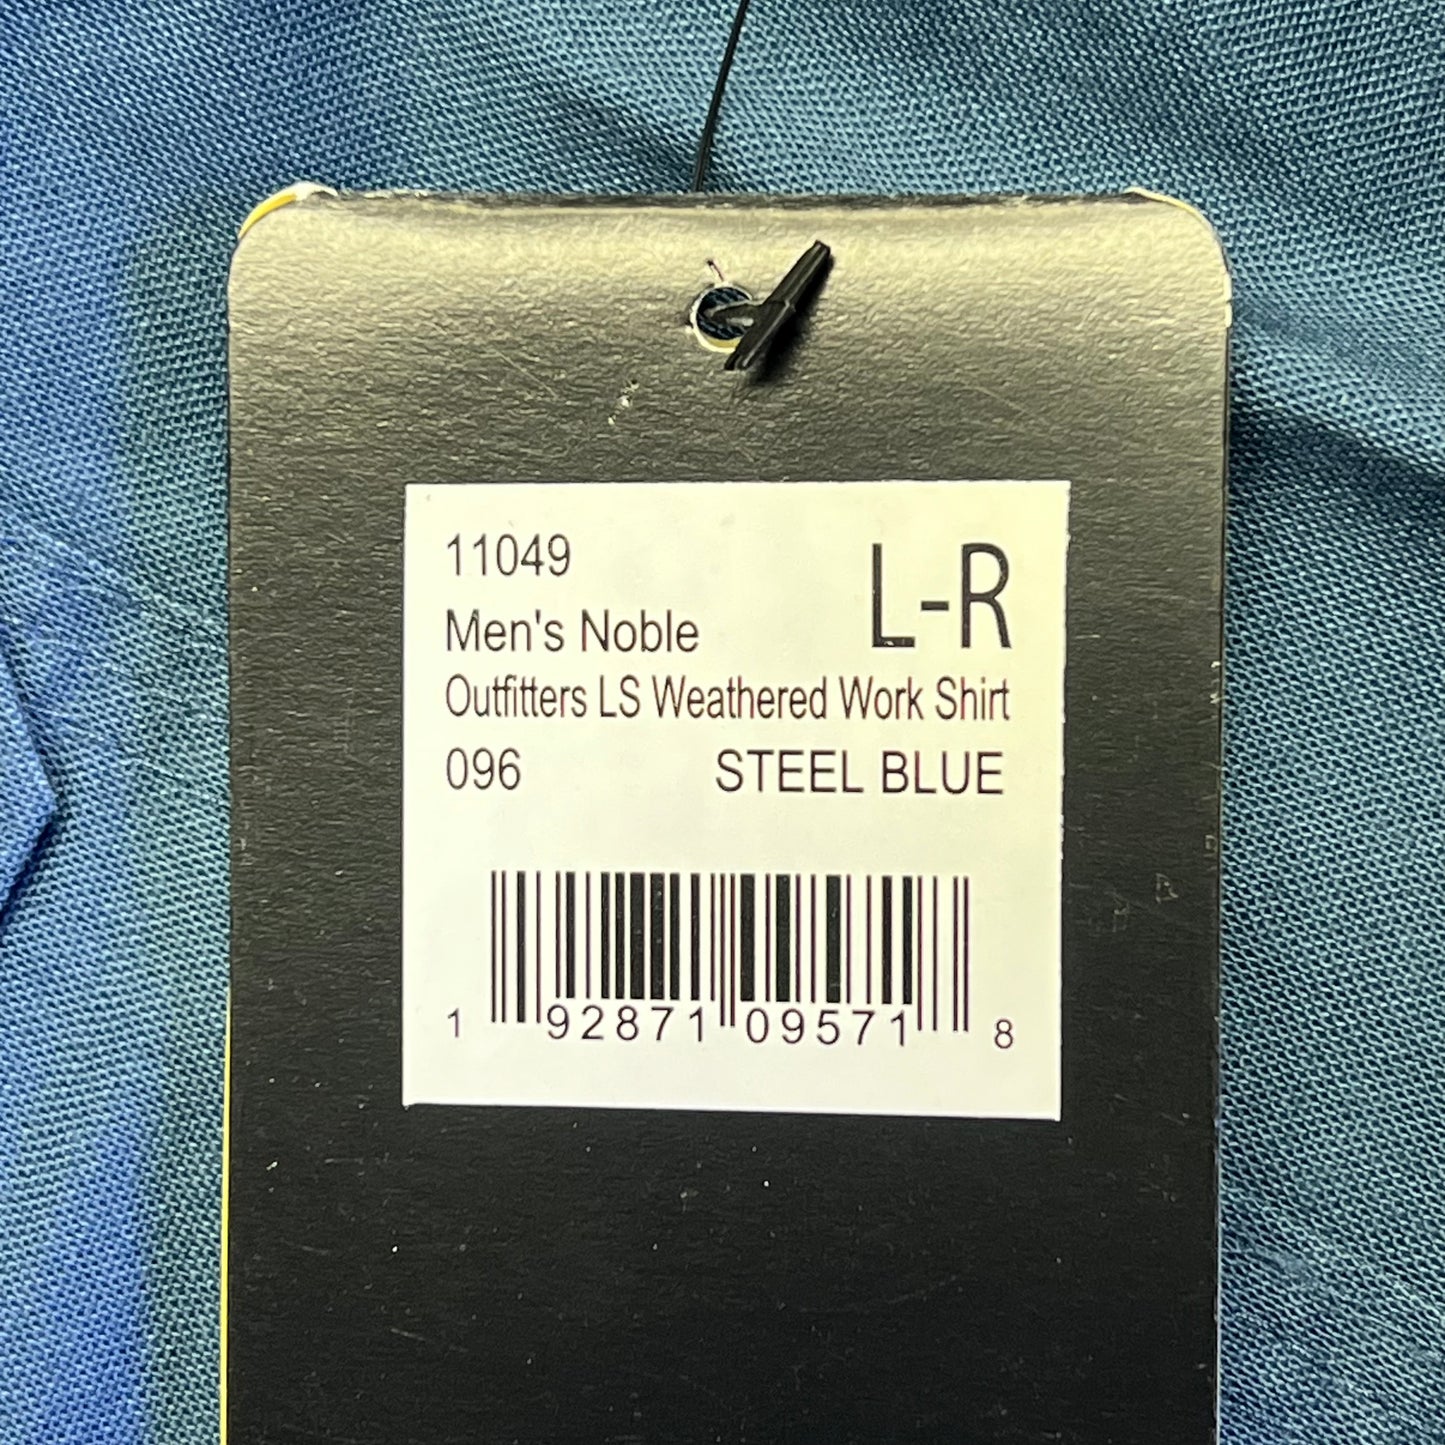 11049
L-R
Men's Noble
Outfitters LS Weathered Work Shirt
096 STEEL BLUE
1 92871 09571 8